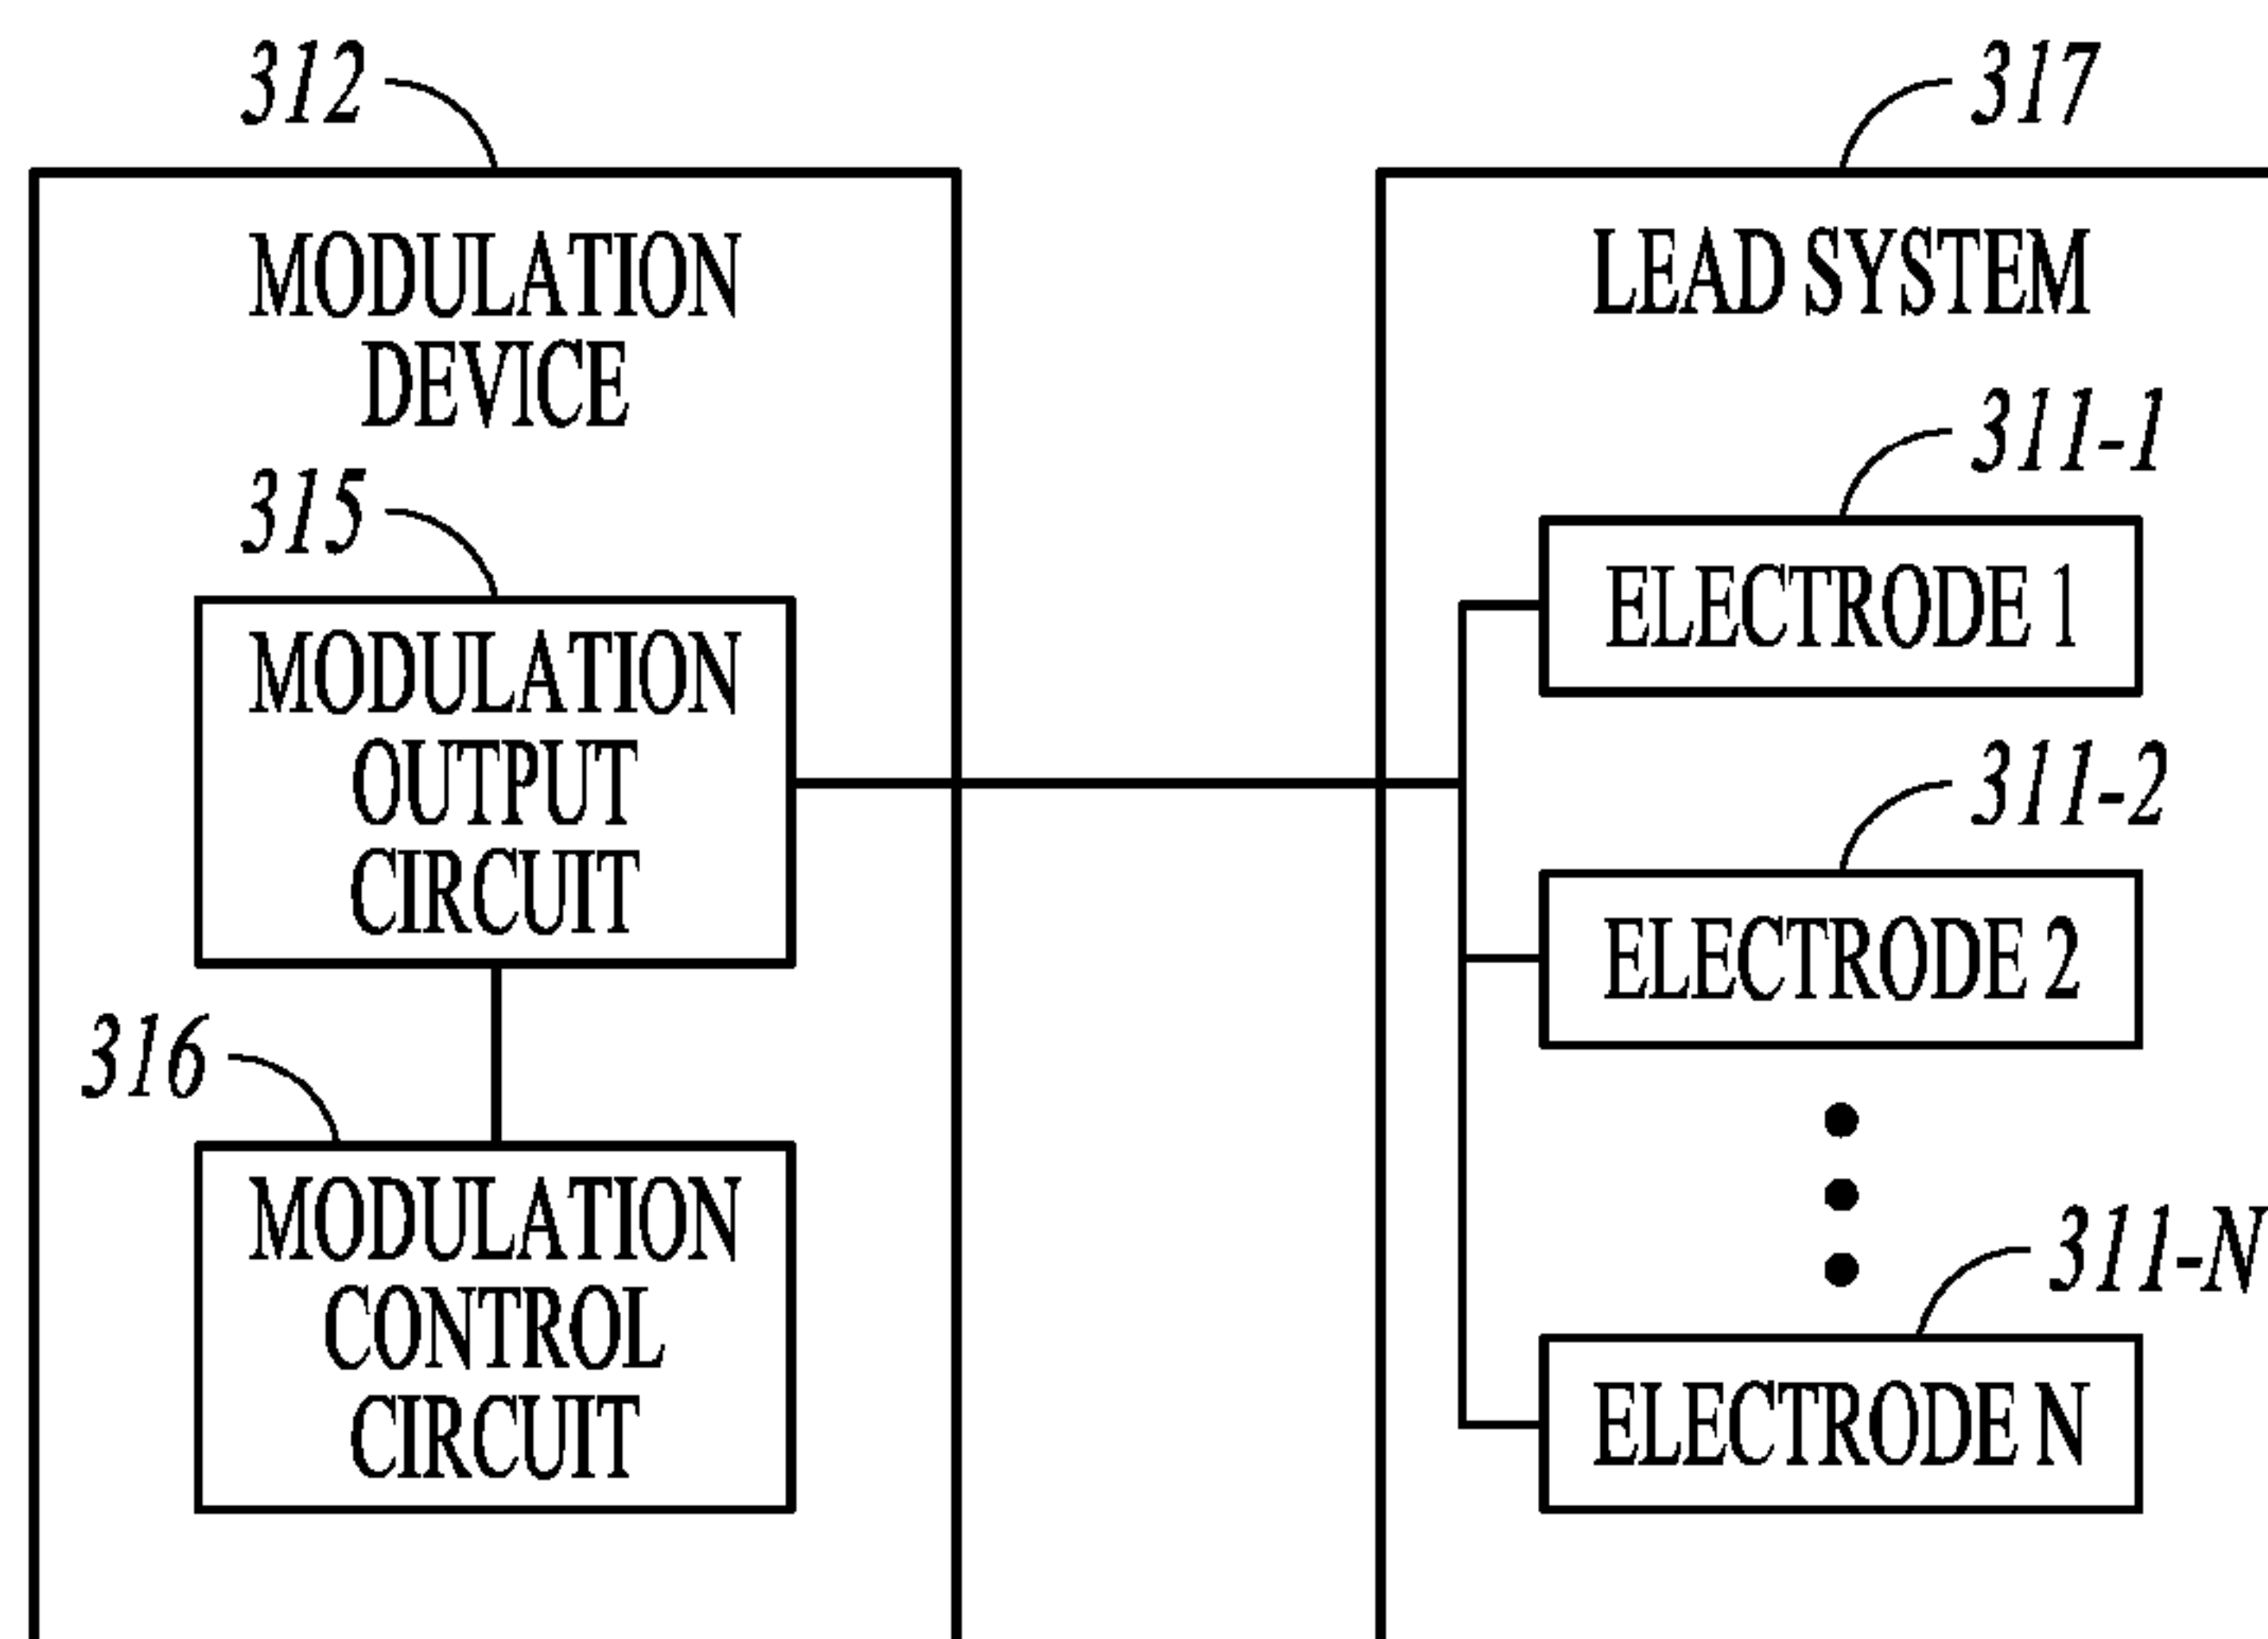 312
MODULATION
DEVICE
315
MODULATION
OUTPUT
CIRCUIT
316
MODULATION
CONTROL
CIRCUIT
317
LEAD SYSTEM
311-1
ELECTRODE 1
311-2
ELECTRODE 2
311-N
ELECTRODE N